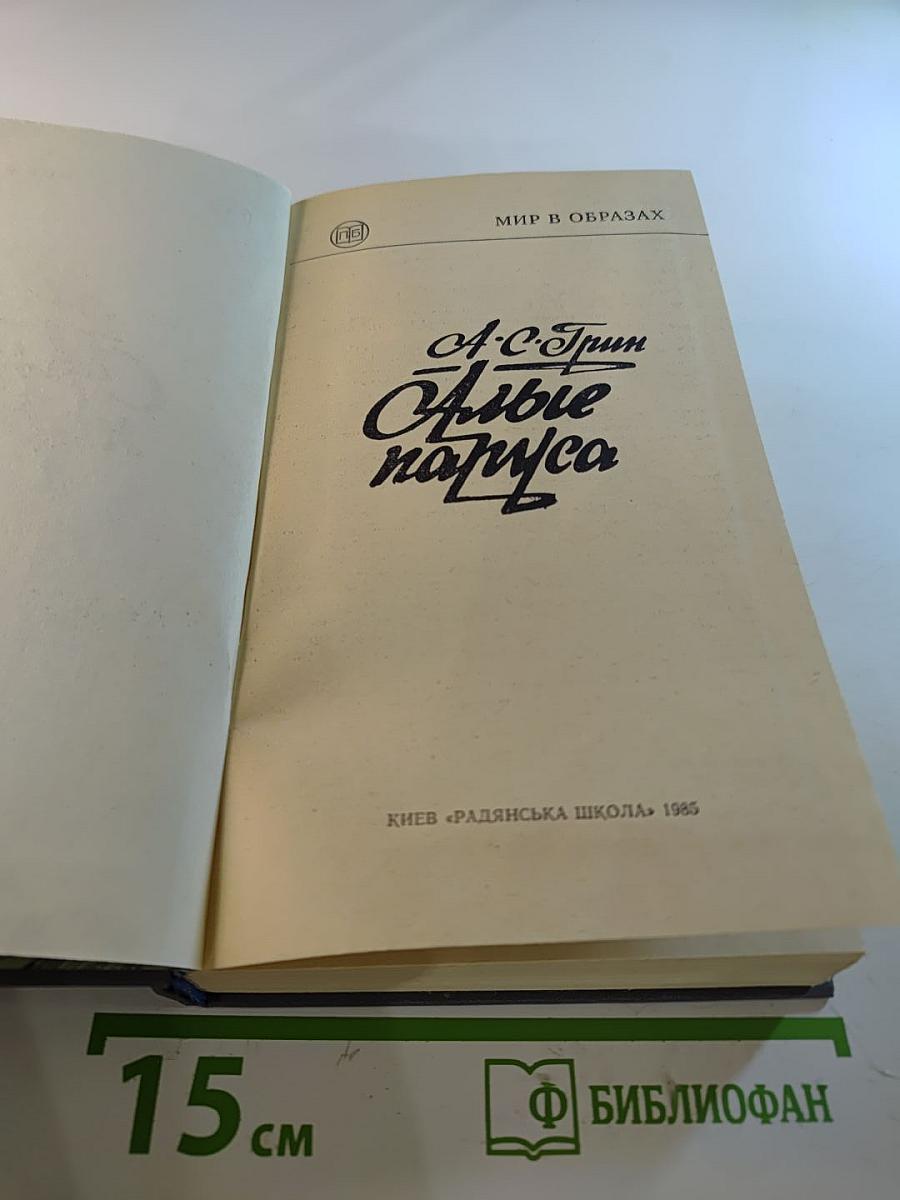 ПБ
МИР В ОБРАЗАХ
А·С·Грин
Алые
паруса
КИЕВ «РАДЯНСЬКА ШКОЛА» 1985
15 см
Ф БИБЛИОФАН